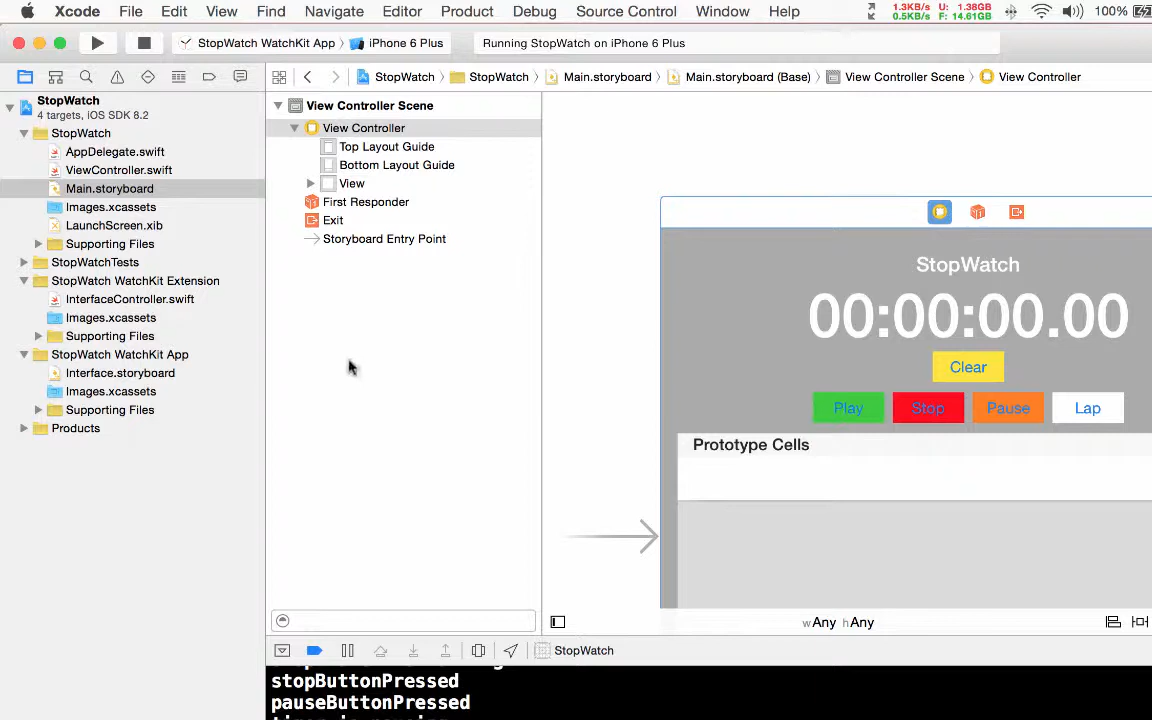 Xcode File Edit View Find Navigate Editor Product Debug Source Control Window Help 1.3KB/s U: 1.38GB 100%
0.5KB/s F: 14.61GB
StopWatch WatchKit App iPhone 6 Plus Running StopWatch on iPhone 6 Plus
StopWatch StopWatch Main.storyboard Main.storyboard (Base) View Controller Scene View Controller
StopWatch
4 targets, iOS SDK 8.2
StopWatch
AppDelegate.swift
ViewController.swift
Main.storyboard
Images.xcassets
LaunchScreen.xib
Supporting Files
StopWatchTests
StopWatch WatchKit Extension
InterfaceController.swift
Images.xcassets
Supporting Files
StopWatch WatchKit App
Interface.storyboard
Images.xcassets
Supporting Files
Products
View Controller Scene
View Controller
Top Layout Guide
Bottom Layout Guide
View
First Responder
Exit
Storyboard Entry Point
StopWatch
00:00:00.00
Clear
Play Stop Pause Lap
Prototype Cells
wAny hAny
StopWatch
stopButtonPressed
pauseButtonPressed